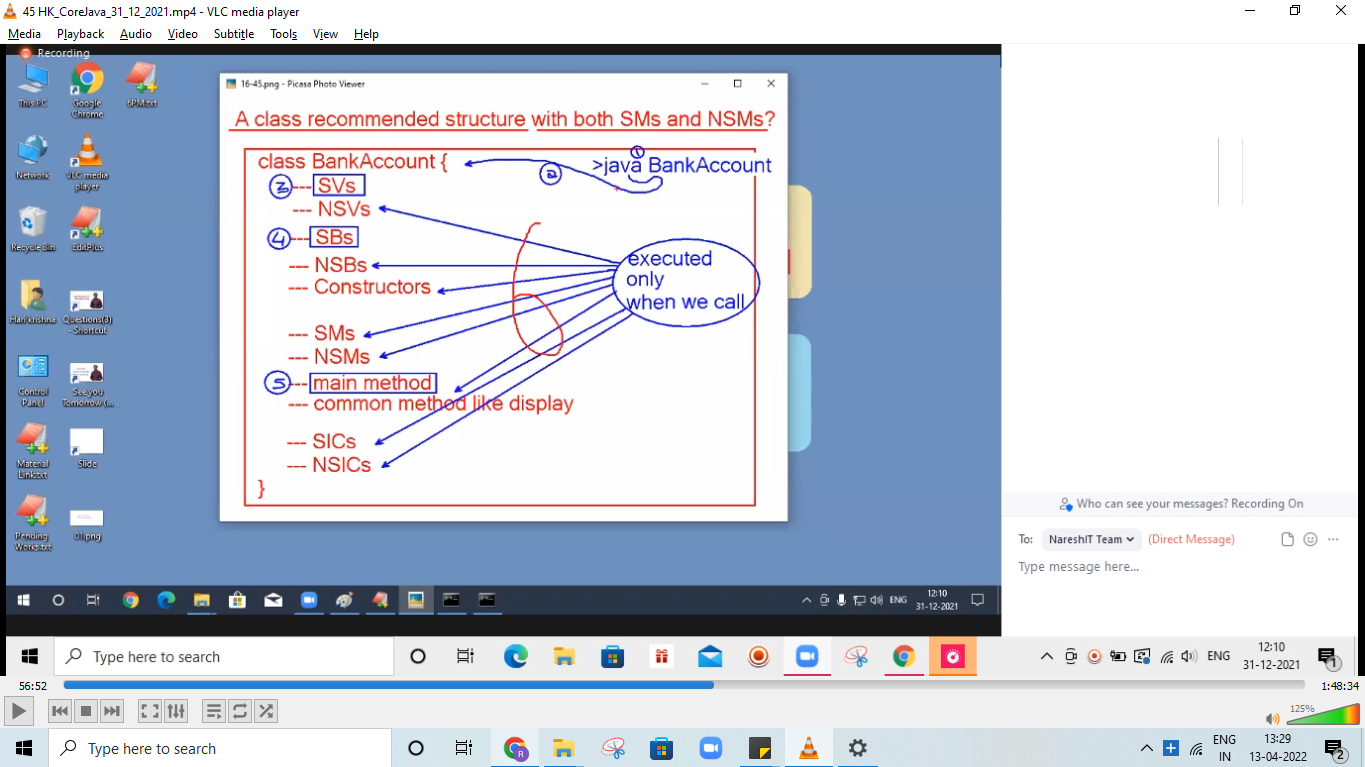 45 HK_CoreJava_31_12_2021.mp4 - VLC media player
Media Playback Audio Video Subtitle Tools View Help
Recording
This PC
Google Chrome
6PM.txt
Network
VLC media player
Recycle Bin
EditPlus
Hari krishna
Questions(3) - Shortcut
Control Panel
See you Tomorrow (...
Material Link.txt
Slide
Pending Works.txt
01.png
16-45.png - Picasa Photo Viewer
A class recommended structure with both SMs and NSMs?
class BankAccount {
>java BankAccount
1
2
3 --- SVs
--- NSVs
4 --- SBs
--- NSBs
--- Constructors
--- SMs
--- NSMs
5 --- main method
--- common method like display
--- SICs
--- NSICs
}
executed
only
when we call
Who can see your messages? Recording On
To: NareshIT Team (Direct Message)
Type message here...
ENG
12:10
31-12-2021
Type here to search
ENG
12:10
31-12-2021
1
56:52
1:48:34
125%
Type here to search
R
ENG
IN
13:29
13-04-2022
2